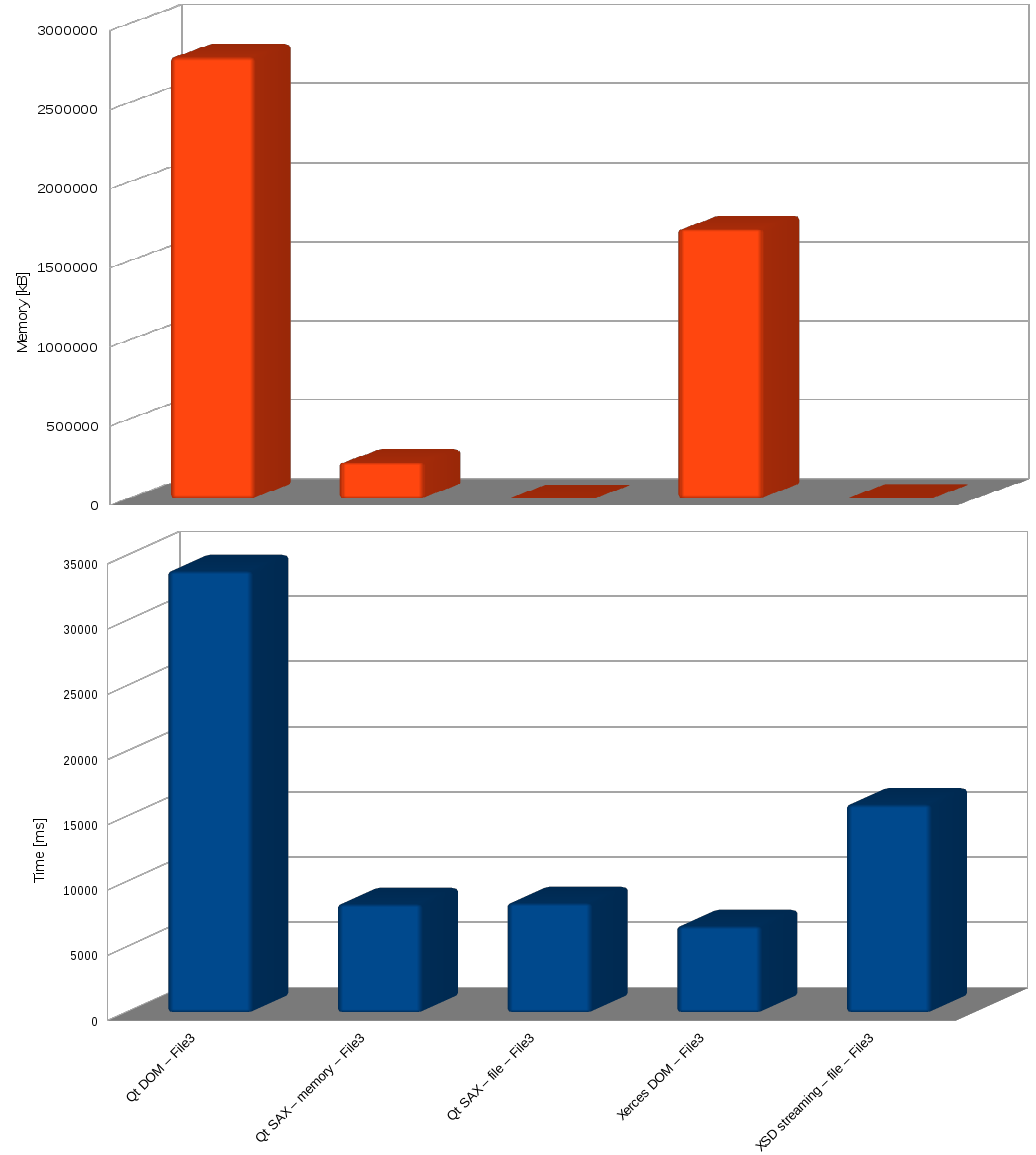 3000000
2500000
2000000
1500000
1000000
500000
0
Memory [kB]
35000
30000
25000
20000
15000
10000
5000
0
Time [ms]
Qt DOM – File3
Qt SAX – memory – File3
Qt SAX – file – File3
Xerces DOM – File3
XSD streaming – file – File3